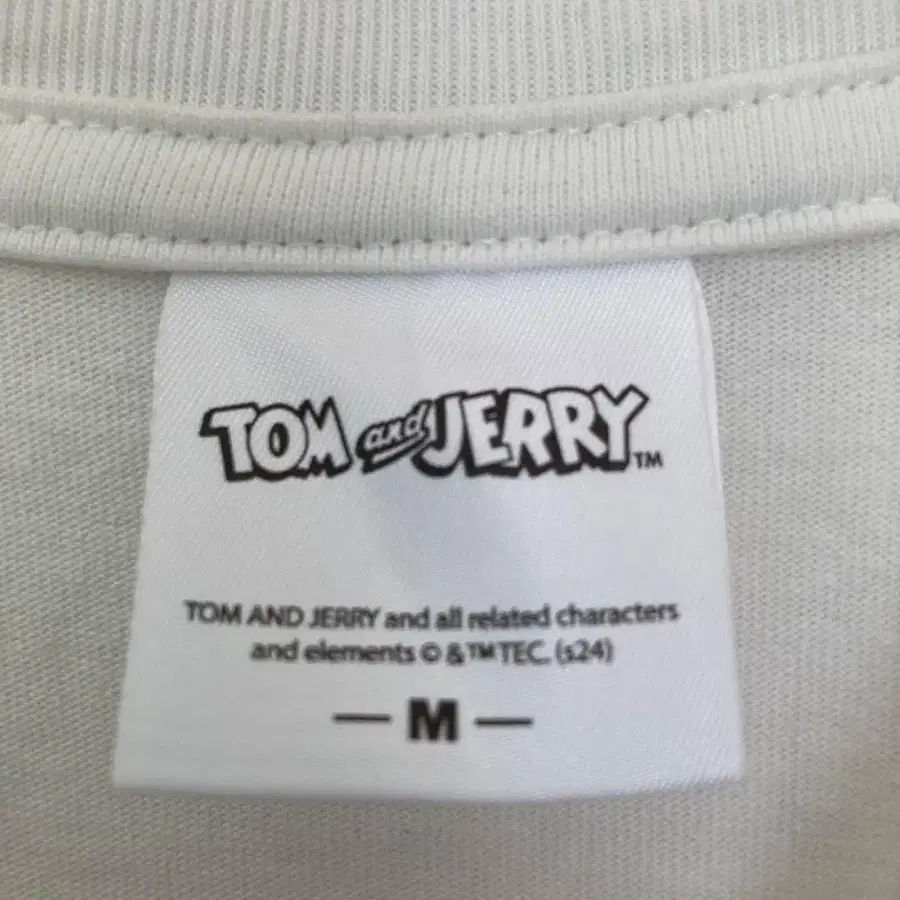 TOM and JERRY™
TOM AND JERRY and all related characters
and elements © & ™ TEC. (s24)
— M —